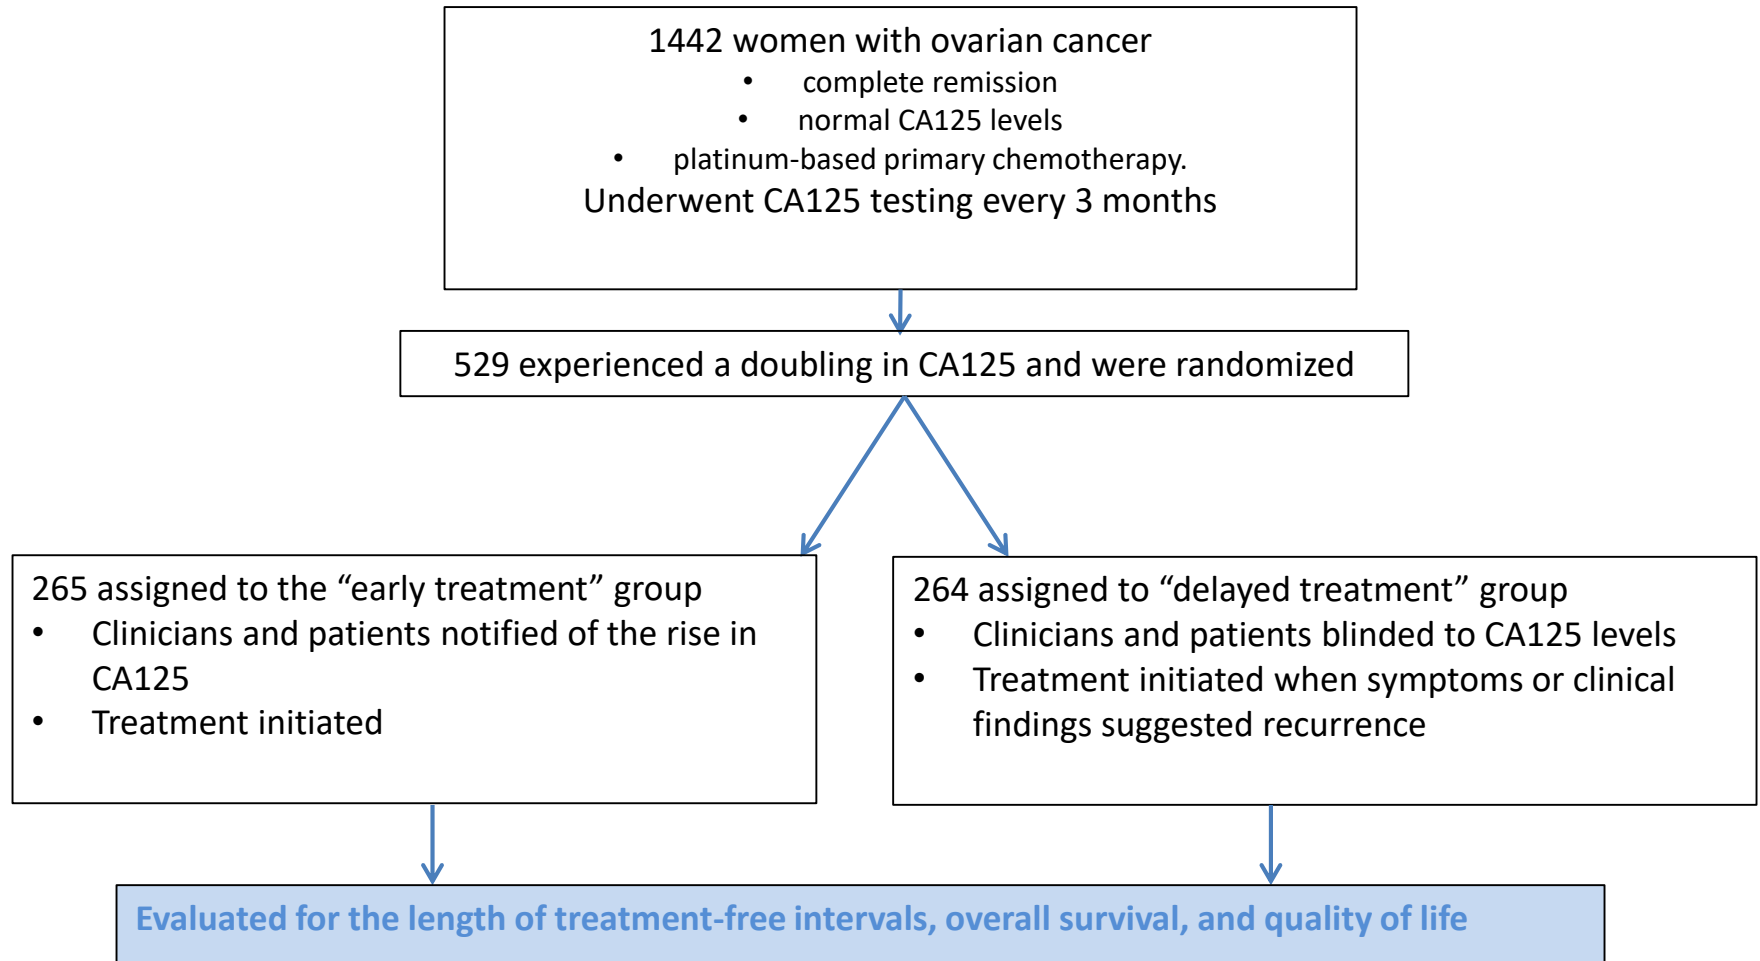 1442 women with ovarian cancer
• complete remission
• normal CA125 levels
• platinum-based primary chemotherapy.
Underwent CA125 testing every 3 months
529 experienced a doubling in CA125 and were randomized
265 assigned to the “early treatment” group
• Clinicians and patients notified of the rise in
CA125
• Treatment initiated
264 assigned to “delayed treatment” group
• Clinicians and patients blinded to CA125 levels
• Treatment initiated when symptoms or clinical
findings suggested recurrence
Evaluated for the length of treatment-free intervals, overall survival, and quality of life